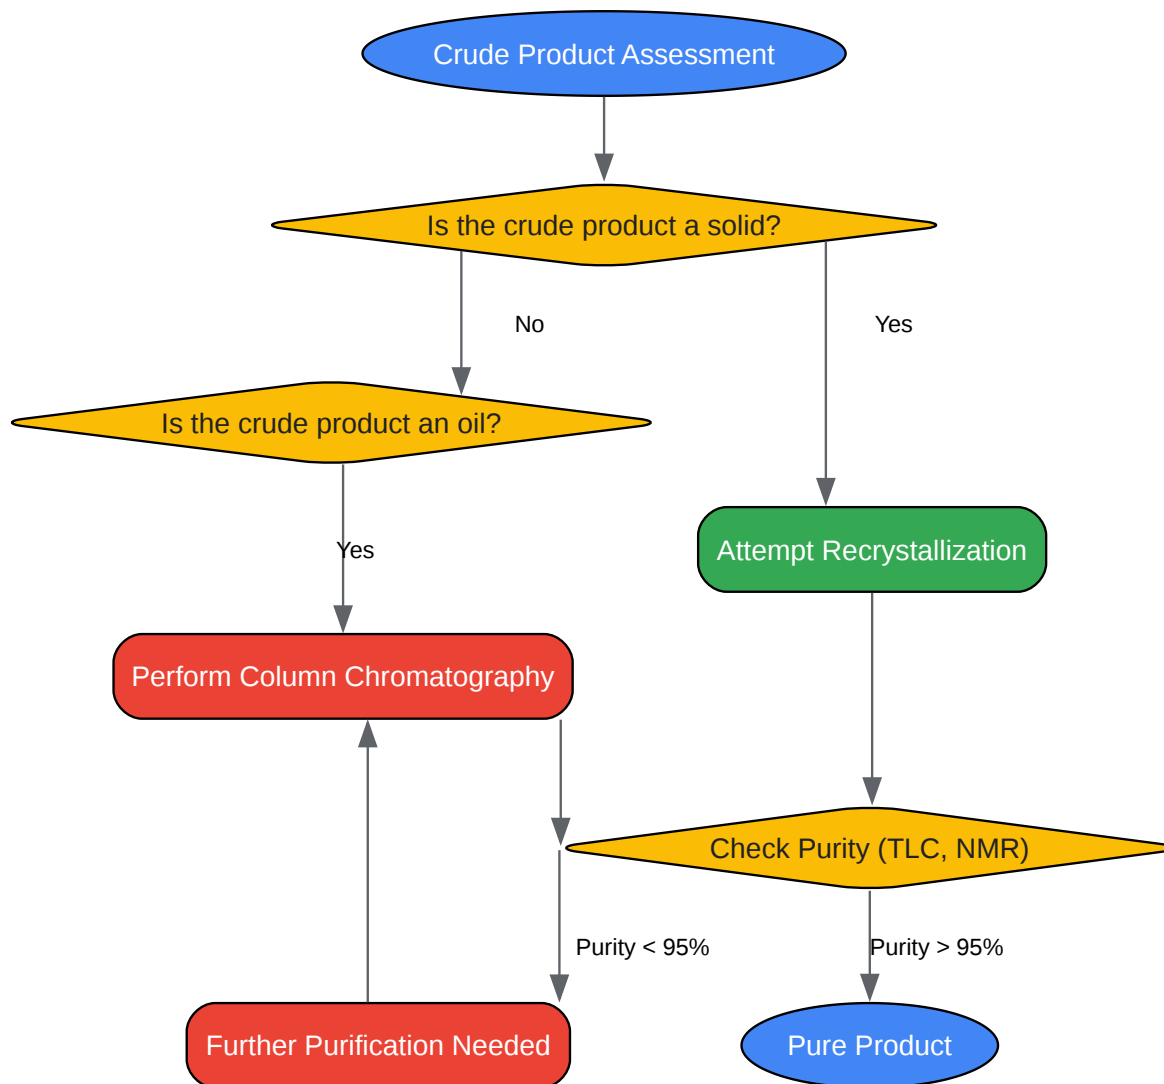 Crude Product Assessment
Is the crude product a solid?
No
Yes
Is the crude product an oil?
Yes
Attempt Recrystallization
Perform Column Chromatography
Check Purity (TLC, NMR)
Purity < 95%
Purity > 95%
Further Purification Needed
Pure Product